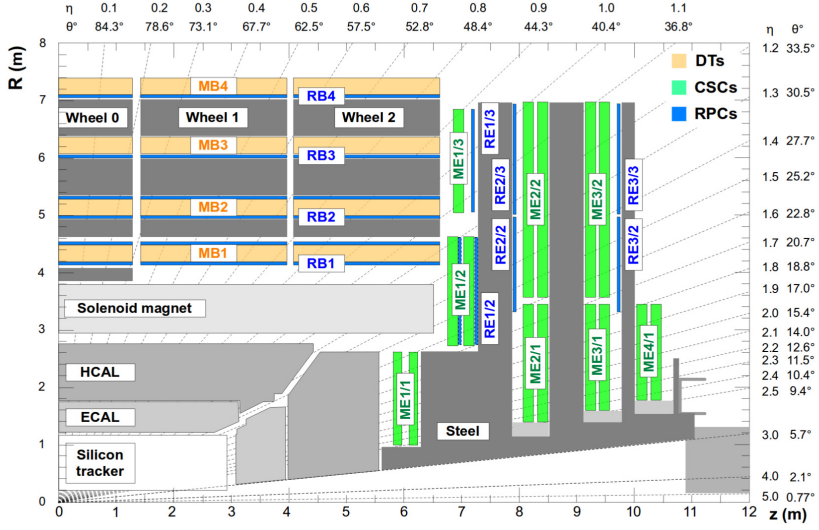 η 0.1 0.2 0.3 0.4 0.5 0.6 0.7 0.8 0.9 1.0 1.1
θ° 84.3° 78.6° 73.1° 67.7° 62.5° 57.5° 52.8° 48.4° 44.3° 40.4° 36.8° η θ°
R (m)
8
7
6
5
4
3
2
1
0
1.2 33.5°
1.3 30.5°
1.4 27.7°
1.5 25.2°
1.6 22.8°
1.7 20.7°
1.8 18.8°
1.9 17.0°
2.0 15.4°
2.1 14.0°
2.2 12.6°
2.3 11.5°
2.4 10.4°
2.5 9.4°
3.0 5.7°
4.0 2.1°
5.0 0.77°
DTs
CSCs
RPCs
MB4
RB4
Wheel 0 Wheel 1 Wheel 2
MB3
RB3
MB2
RB2
MB1
RB1
Solenoid magnet
HCAL
ECAL
Silicon
tracker
Steel
ME1/3
RE1/3
ME1/2
RE1/2
ME1/1
RE2/3
RE2/2
ME2/2
ME2/1
ME3/2
ME3/1
RE3/3
RE3/2
ME4/1
0 1 2 3 4 5 6 7 8 9 10 11 12
z (m)